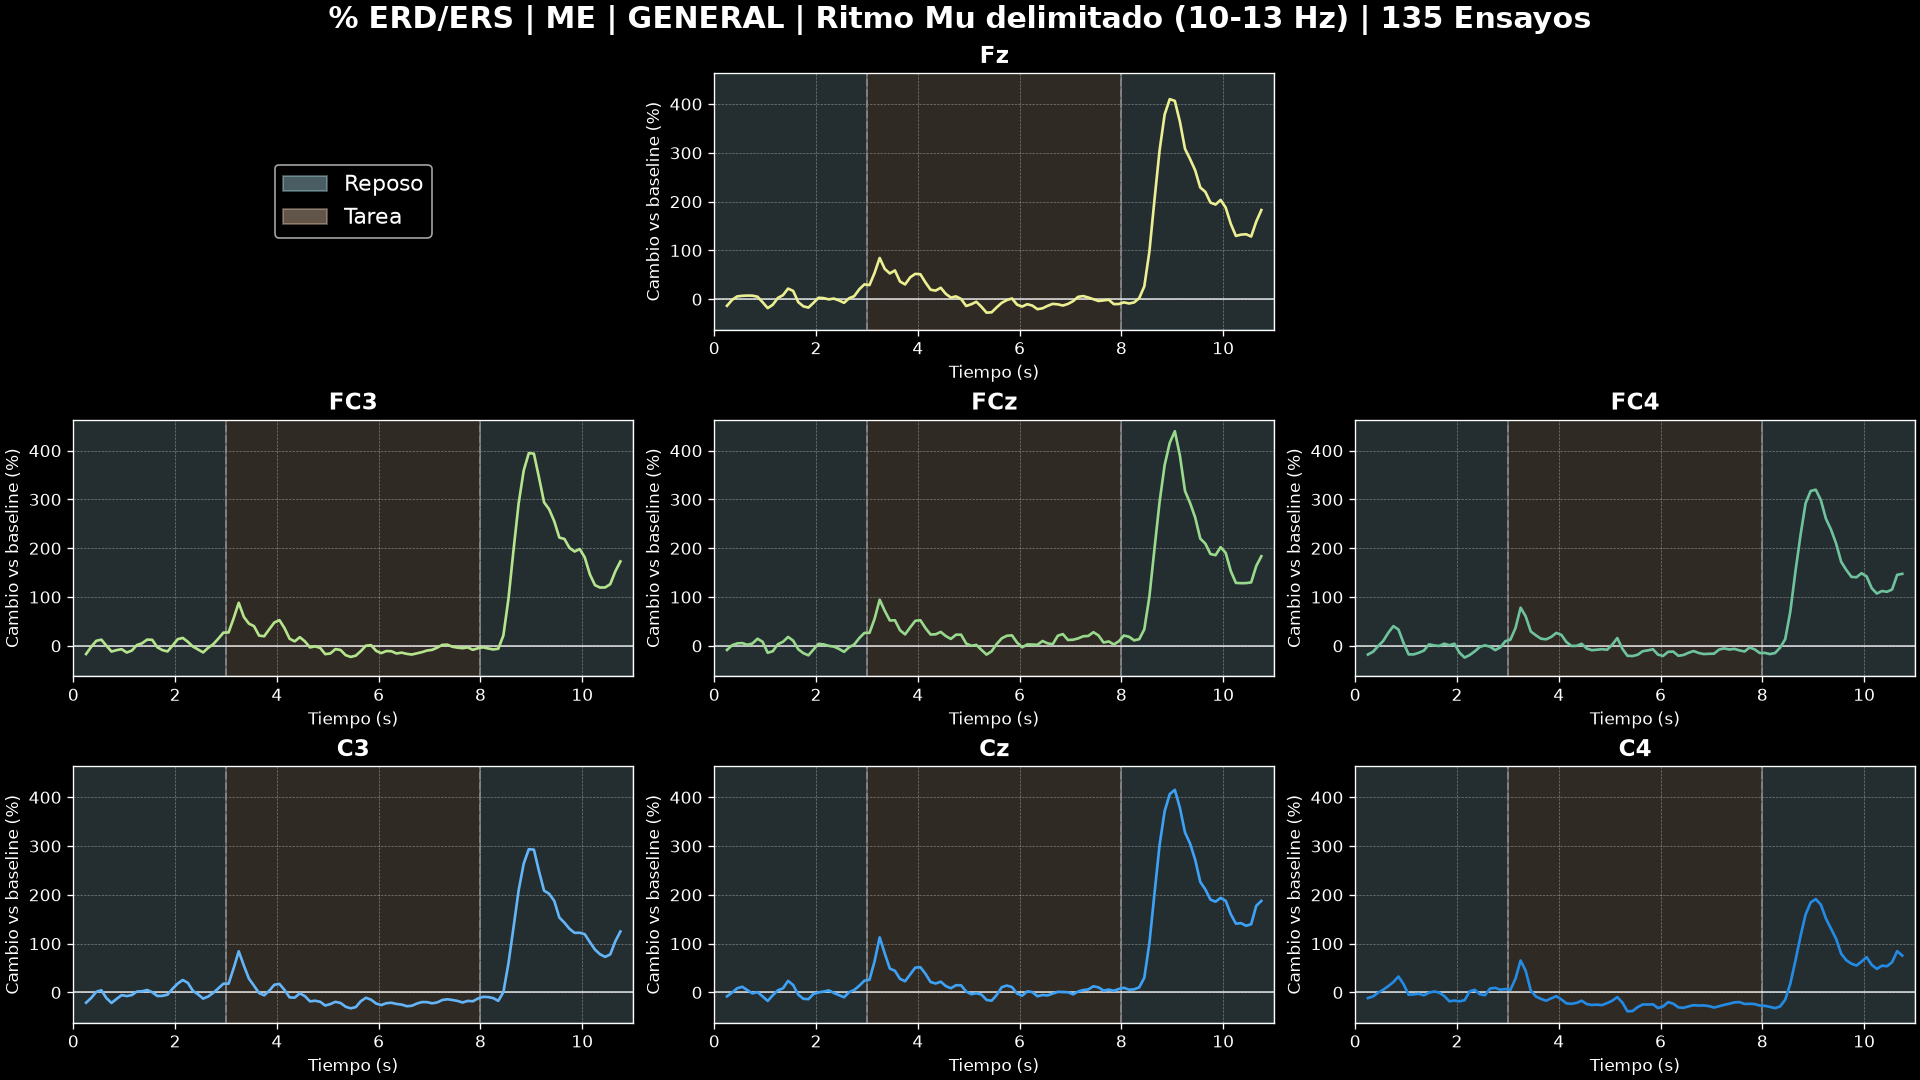 % ERD/ERS | ME | GENERAL | Ritmo Mu delimitado (10-13 Hz) | 135 Ensayos
Fz
Cambio vs baseline (%)
400
300
200
100
0
0 2 4 6 8 10
Tiempo (s)
Reposo
Tarea
FC3
Cambio vs baseline (%)
400
300
200
100
0
0 2 4 6 8 10
Tiempo (s)
FCz
Cambio vs baseline (%)
400
300
200
100
0
0 2 4 6 8 10
Tiempo (s)
FC4
Cambio vs baseline (%)
400
300
200
100
0
0 2 4 6 8 10
Tiempo (s)
C3
Cambio vs baseline (%)
400
300
200
100
0
0 2 4 6 8 10
Tiempo (s)
Cz
Cambio vs baseline (%)
400
300
200
100
0
0 2 4 6 8 10
Tiempo (s)
C4
Cambio vs baseline (%)
400
300
200
100
0
0 2 4 6 8 10
Tiempo (s)